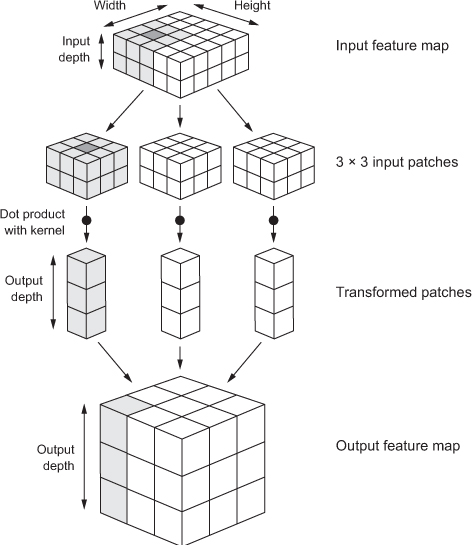 Width
Height
Input
depth
Input feature map
3 × 3 input patches
Dot product
with kernel
Output
depth
Transformed patches
Output
depth
Output feature map